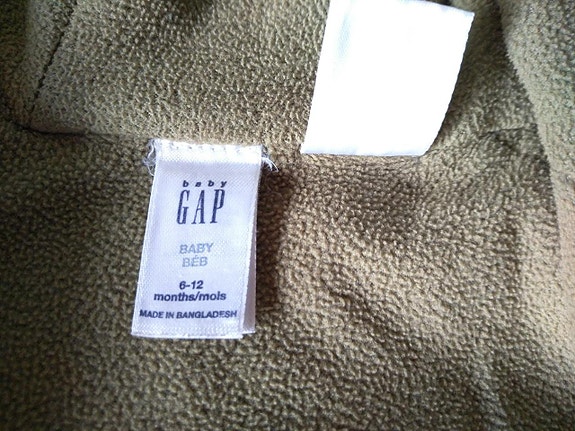 baby
GAP
BABY
BÉB
6-12
months/mois
MADE IN BANGLADESH